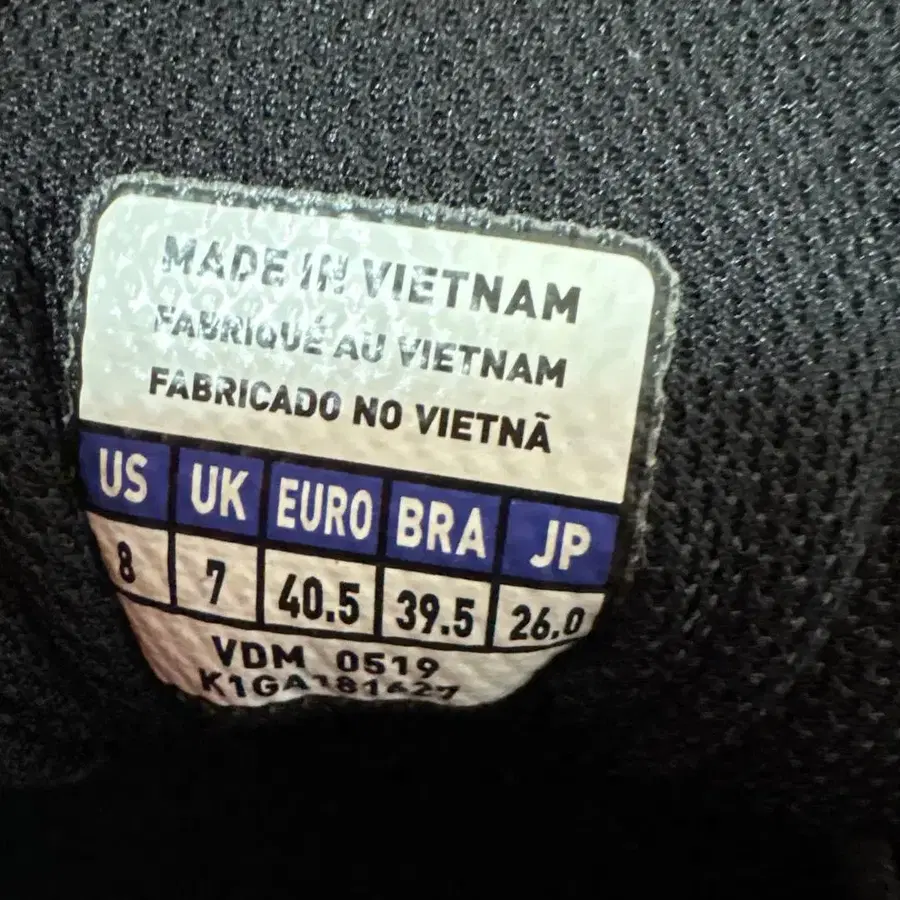 MADE IN VIETNAM
FABRIQUÉ AU VIETNAM
FABRICADO NO VIETNÃ
US UK EURO BRA JP
8 7 40.5 39.5 26.0
VDM 0519